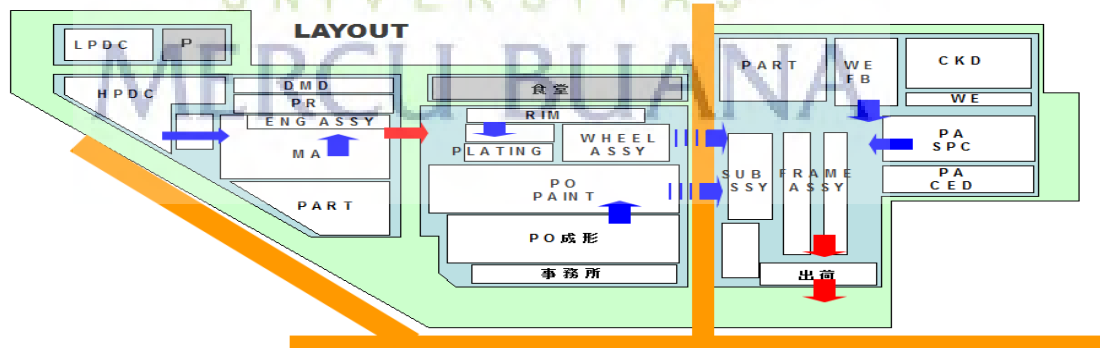 UNIVERSITAS
MERCU BUANA
LAYOUT
LPDC
P
HPDC
DMD
PR
ENG ASSY
MA
PART
食堂
RIM
PLATING
WHEEL
ASSY
PO
PAINT
PO成形
事務所
PART
WE
FB
CKD
WE
PA
SPC
PA
CED
SUB
SSY
FRAME
ASSY
出荷